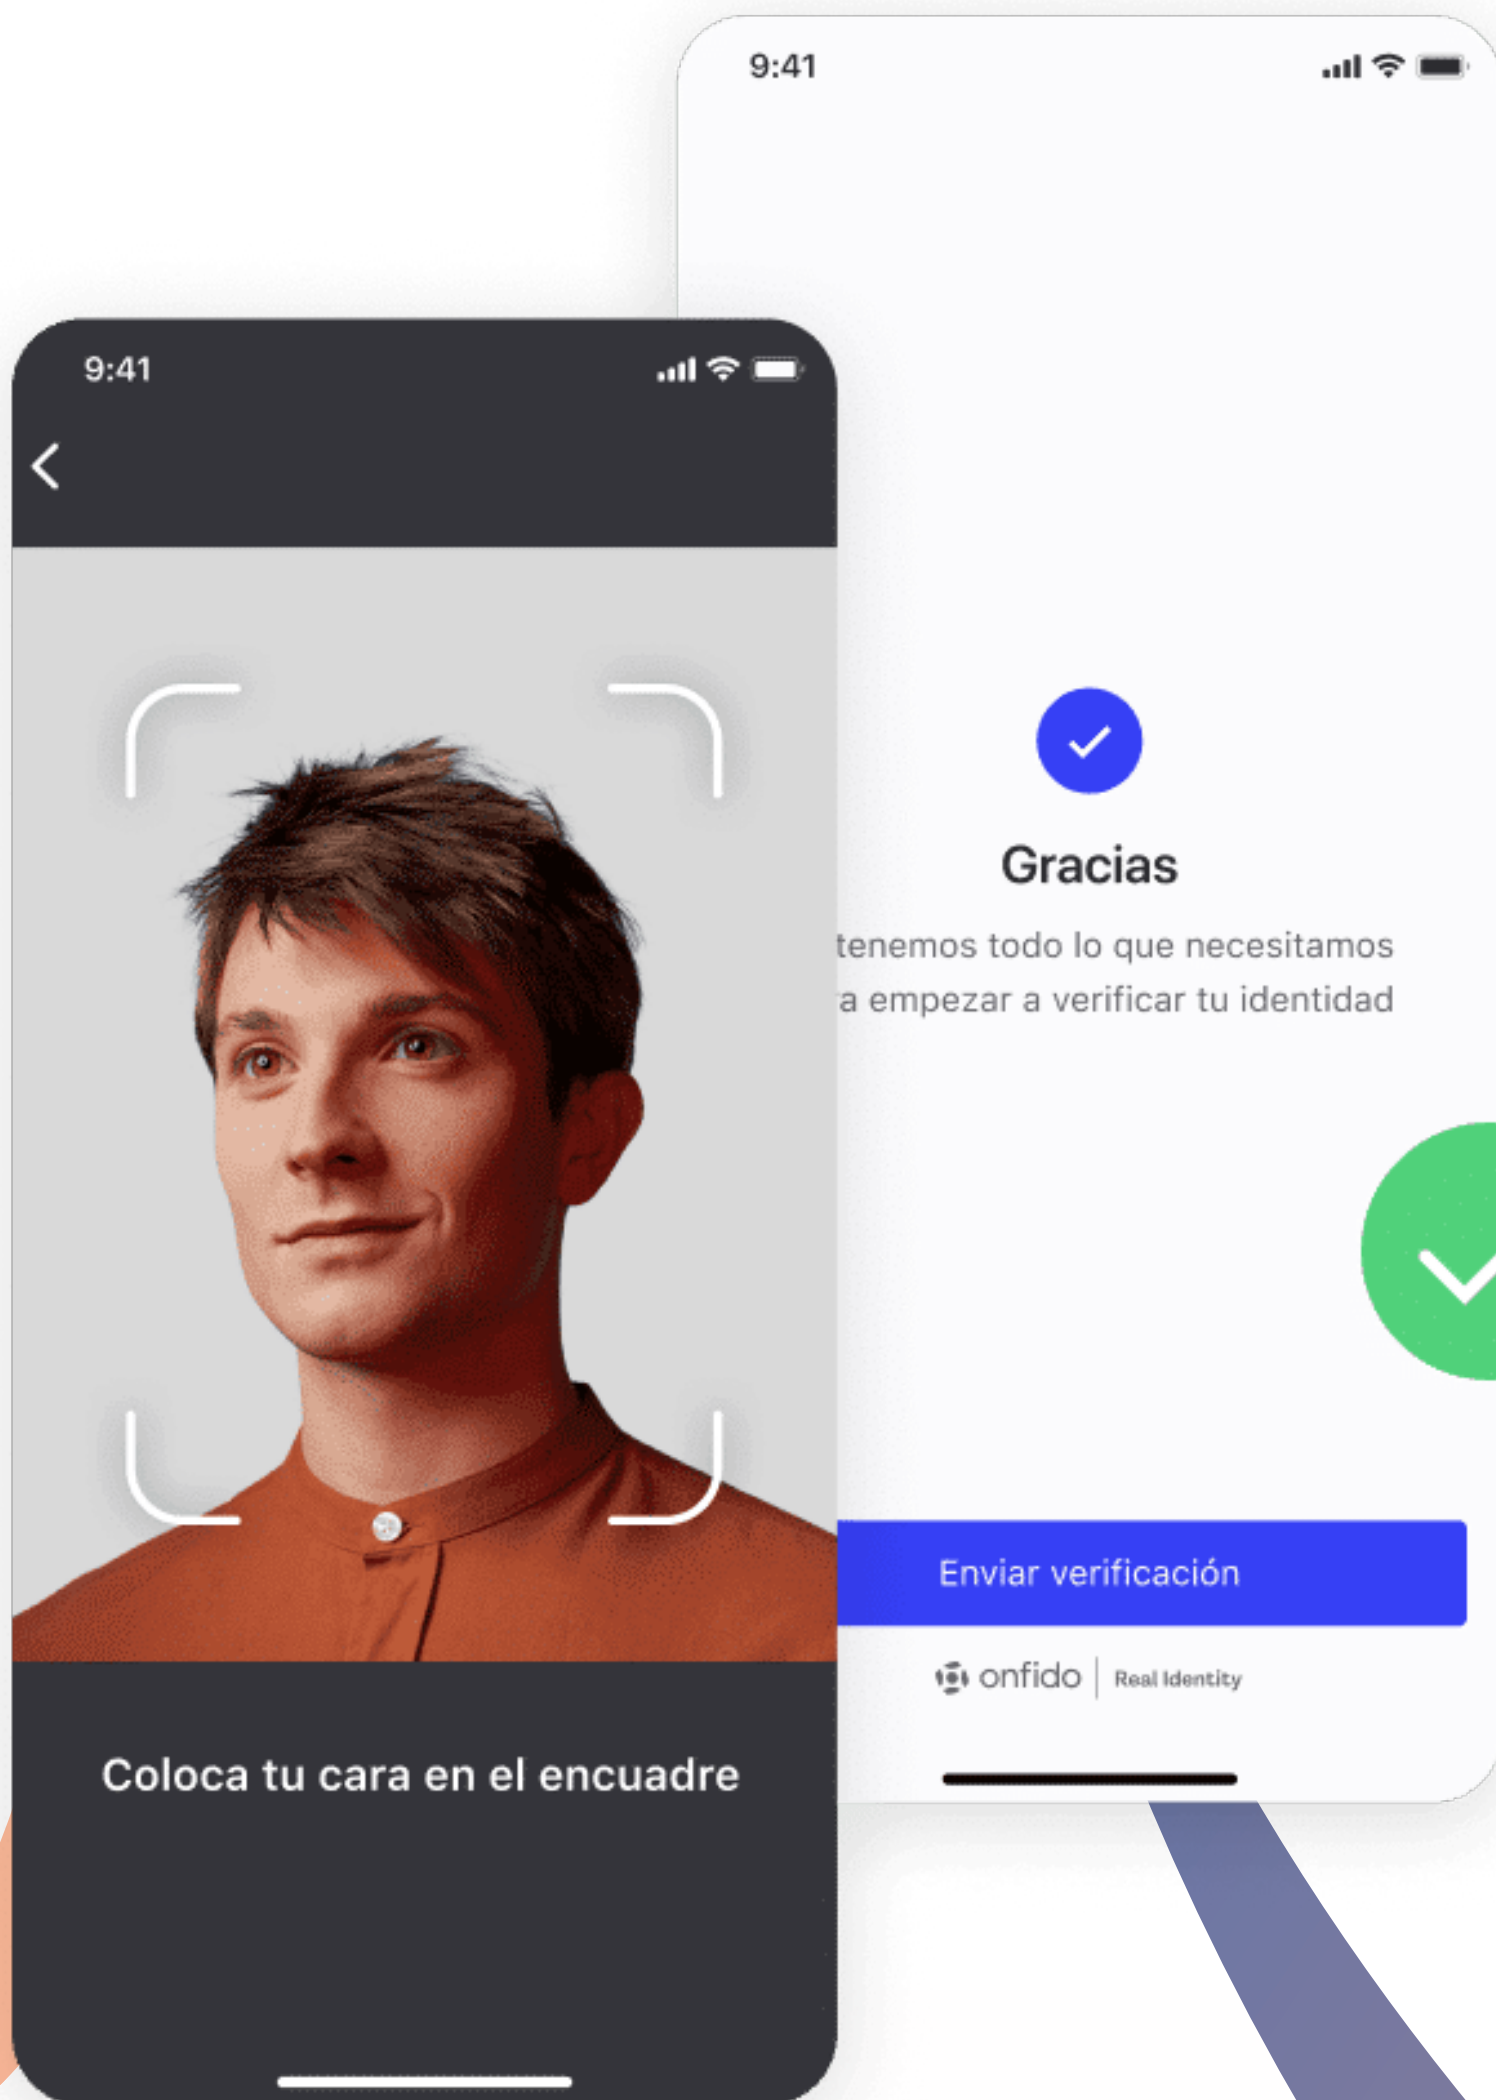 9:41
9:41
Gracias
tenemos todo lo que necesitamos
a empezar a verificar tu identidad
Enviar verificación
onfido | Real Identity
Coloca tu cara en el encuadre